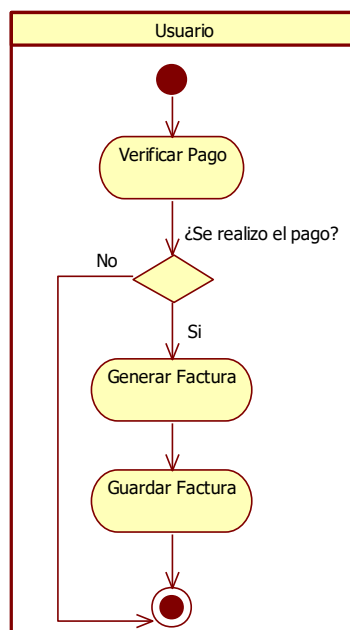 Usuario
Verificar Pago
¿Se realizo el pago?
No
Si
Generar Factura
Guardar Factura